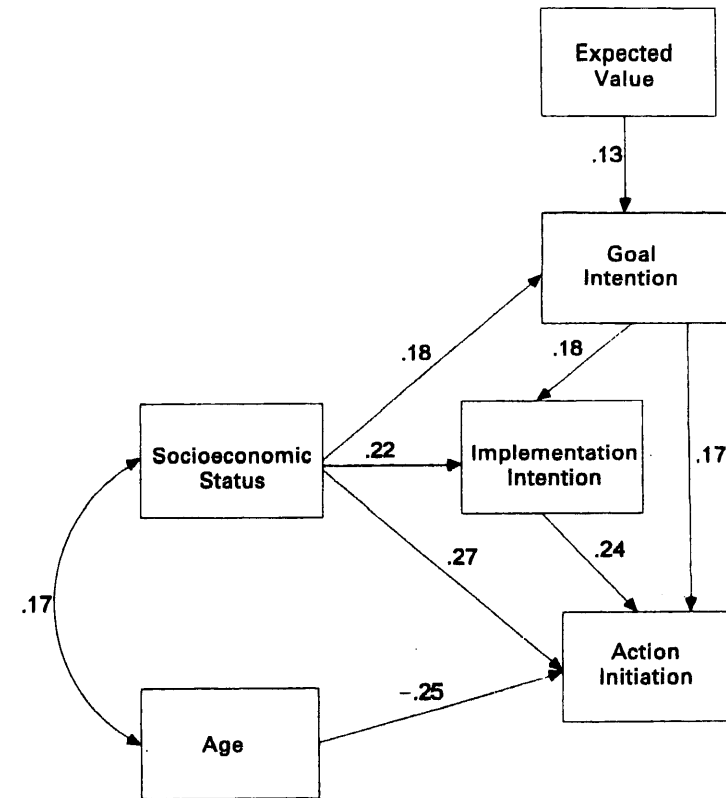 Expected
Value
.13
Goal
Intention
.18
.18
Socioeconomic
Status
.22
Implementation
Intention
.17
.27
.24
.17
Action
Initiation
-.25
Age